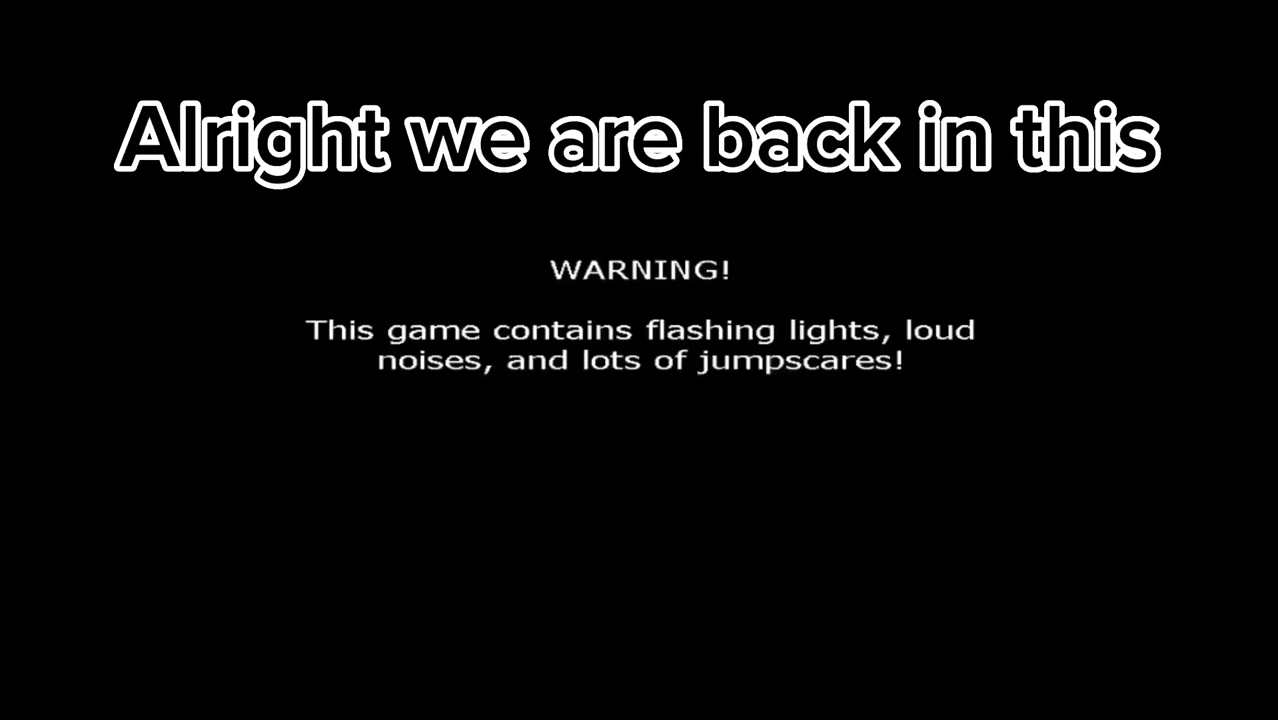 Alright we are back in this
WARNING!
This game contains flashing lights, loud
noises, and lots of jumpscares!